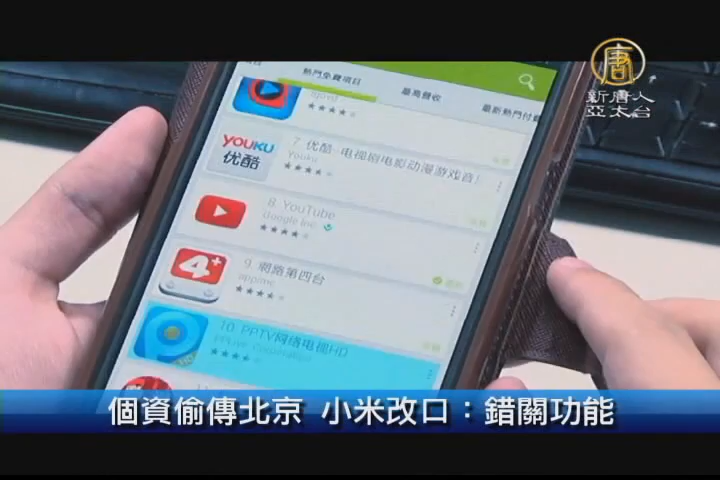 唐
新唐人
亞太台
熱門免費項目
最高營收
最新熱門付費
YOUKU
优酷
7. 优酷-电视剧电影动漫游戏音!
Youku
8. YouTube
Google Inc.
4+
9. 網路第四台
10. PPTV网络电视HD
個資偷傳北京 小米改口：錯關功能